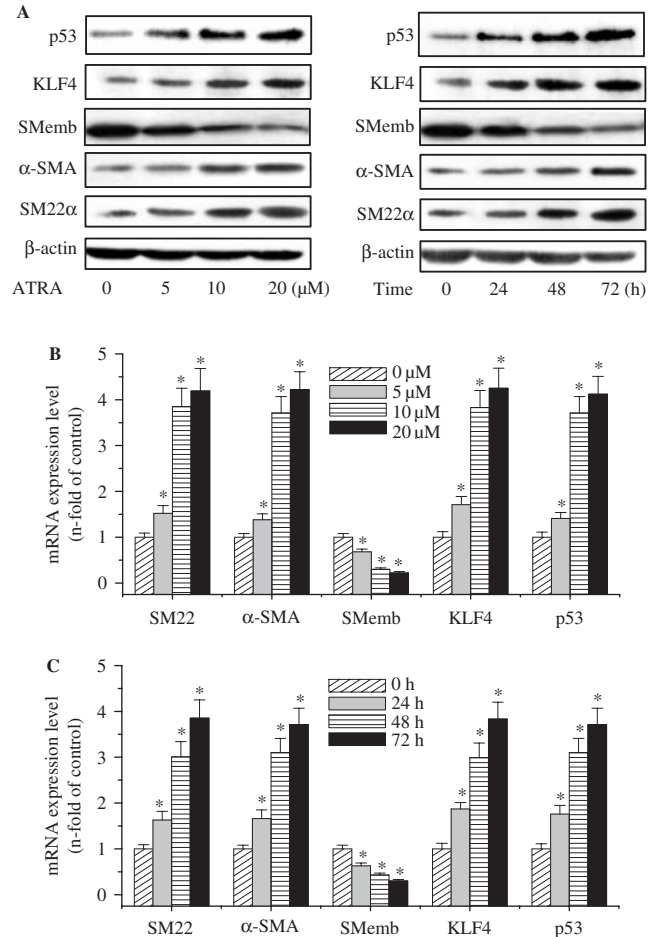 A
p53
KLF4
SMemb
α-SMA
SM22α
β-actin
ATRA 0 5 10 20 (μM)
p53
KLF4
SMemb
α-SMA
SM22α
β-actin
Time 0 24 48 72 (h)
B
mRNA expression level
(n-fold of control)
5
4
3
2
1
0
0 μM
5 μM
10 μM
20 μM
* * * * * * * * * * * * * * *
SM22 α-SMA SMemb KLF4 p53
C
mRNA expression level
(n-fold of control)
5
4
3
2
1
0
0 h
24 h
48 h
72 h
* * * * * * * * * * * * * * *
SM22 α-SMA SMemb KLF4 p53